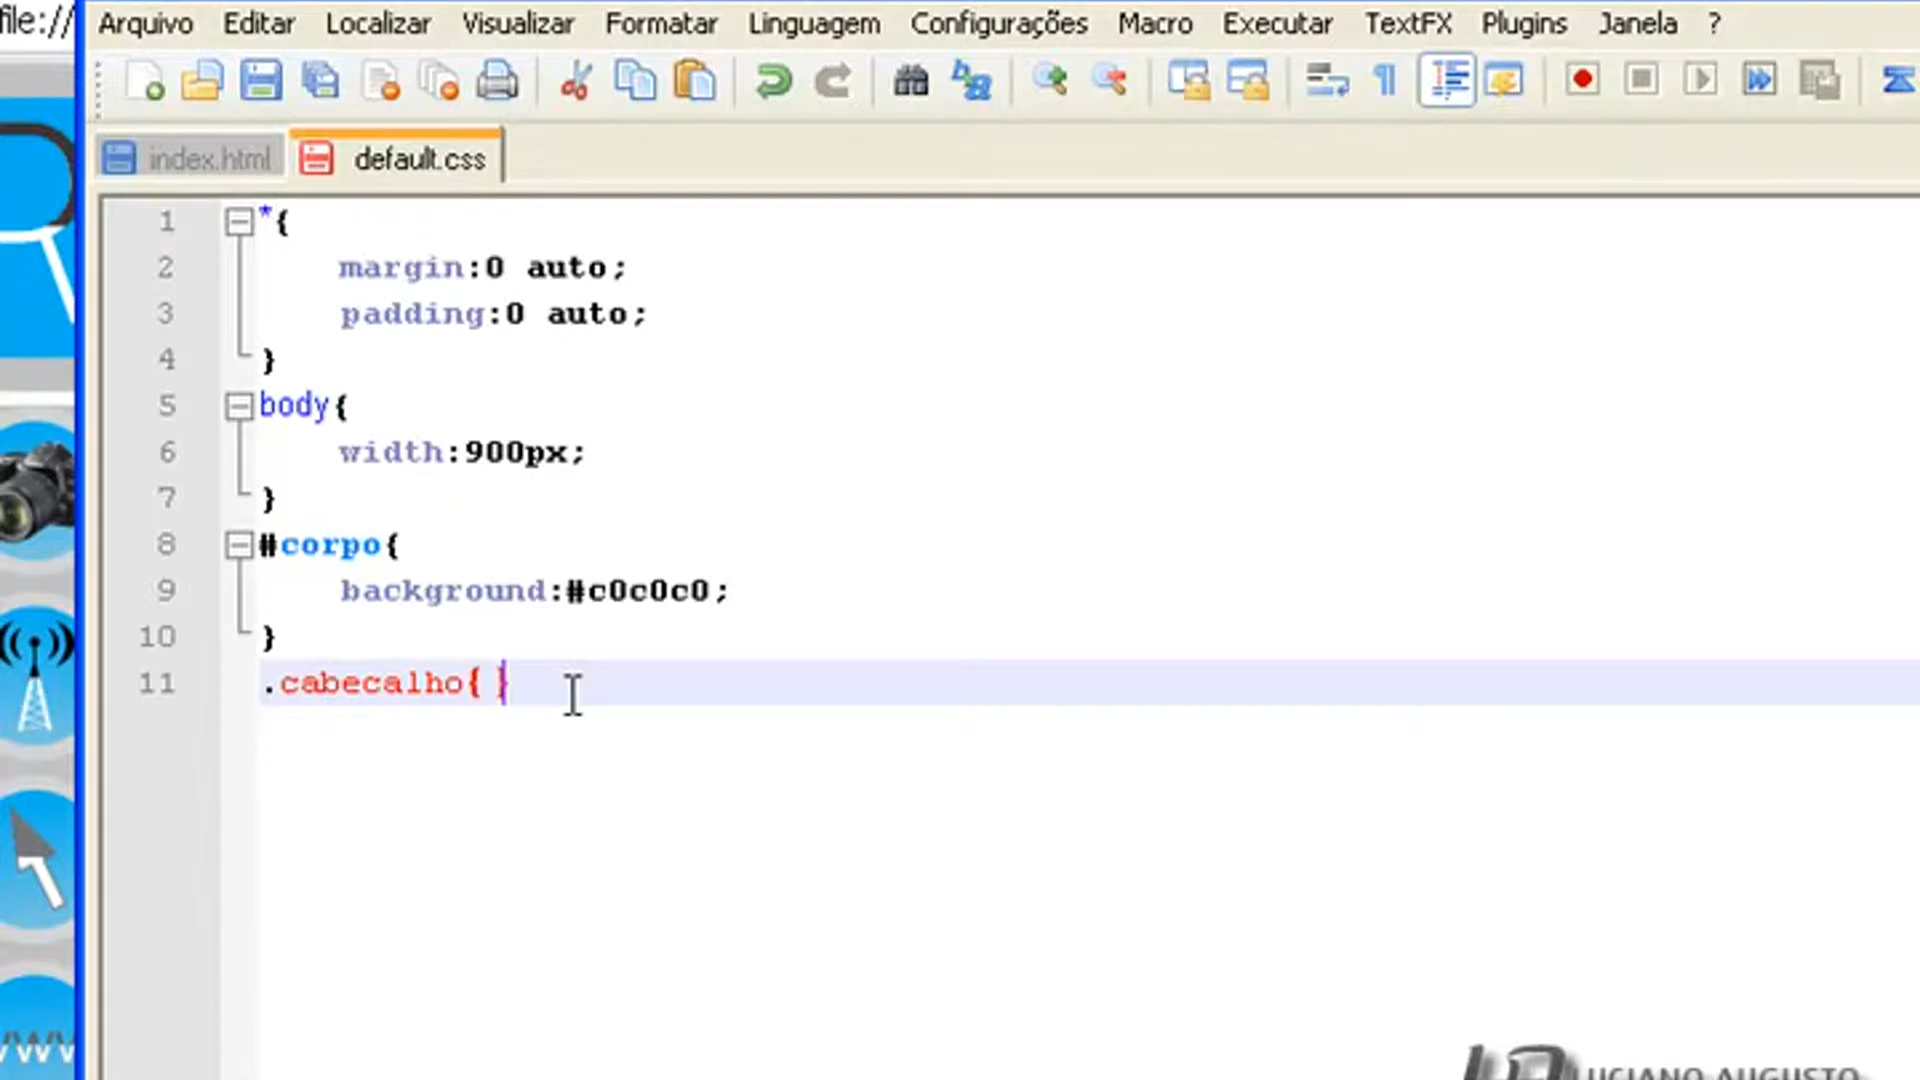 file://
Arquivo Editar Localizar Visualizar Formatar Linguagem Configurações Macro Executar TextFX Plugins Janela ?
index.html default.css
1 *{
2 margin:0 auto;
3 padding:0 auto;
4 }
5 body{
6 width:900px;
7 }
8 #corpo{
9 background:#c0c0c0;
10 }
11 .cabecalho{ }
LUCIANO AUGUSTO